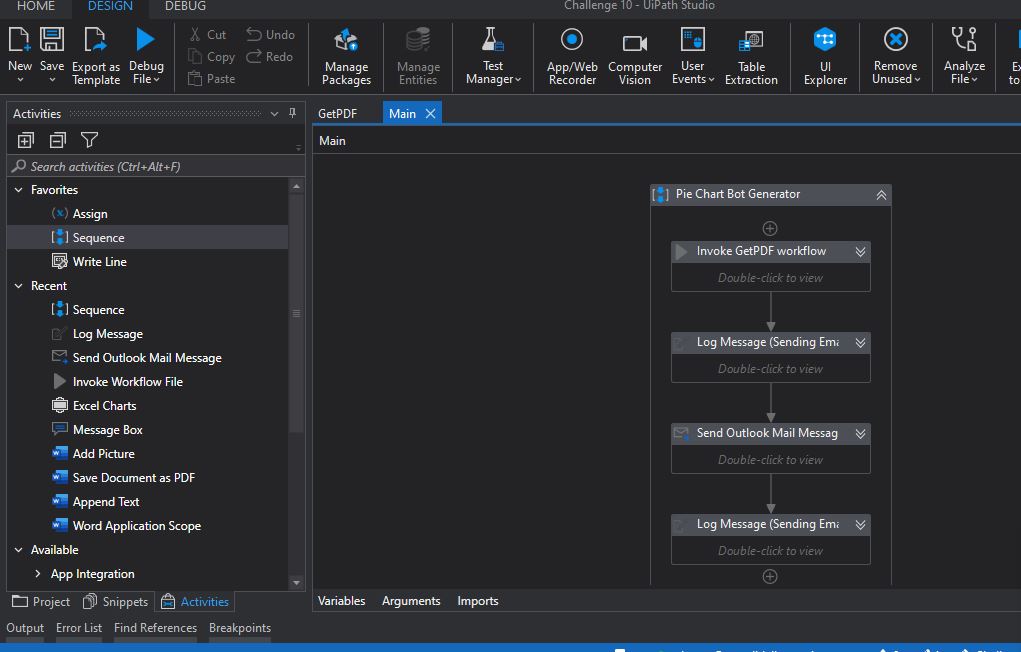 Challenge 10 - UiPath Studio
HOME DESIGN DEBUG
Cut Undo
Copy Redo
Paste
New Save Export as Template Debug File
Manage Packages
Manage Entities
Test Manager
App/Web Recorder
Computer Vision
User Events
Table Extraction
UI Explorer
Remove Unused
Analyze File
Activities
Search activities (Ctrl+Alt+F)
Favorites
Assign
Sequence
Write Line
Recent
Sequence
Log Message
Send Outlook Mail Message
Invoke Workflow File
Excel Charts
Message Box
Add Picture
Save Document as PDF
Append Text
Word Application Scope
Available
App Integration
Project Snippets Activities
GetPDF Main
Main
Pie Chart Bot Generator
Invoke GetPDF workflow
Double-click to view
Log Message (Sending Ema
Double-click to view
Send Outlook Mail Messag
Double-click to view
Log Message (Sending Ema
Double-click to view
Variables Arguments Imports
Output Error List Find References Breakpoints